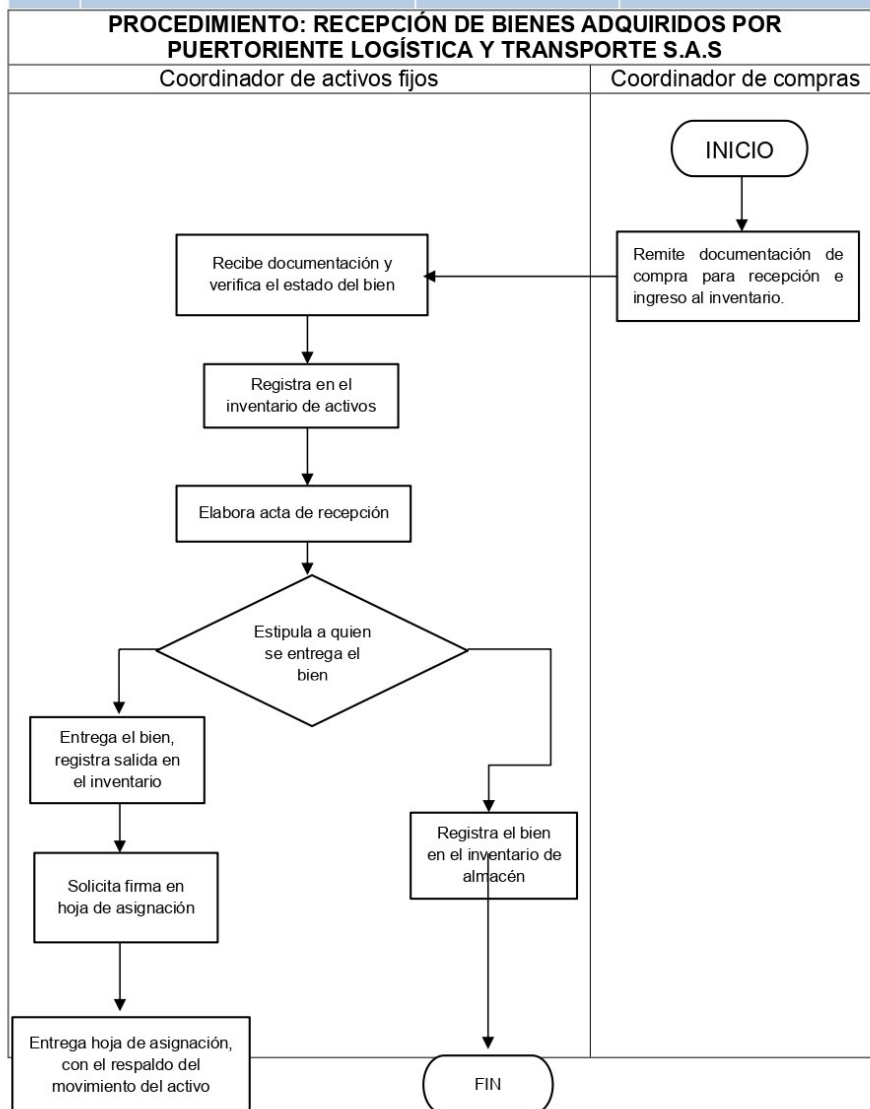 PROCEDIMIENTO: RECEPCIÓN DE BIENES ADQUIRIDOS POR
PUERTORIENTE LOGÍSTICA Y TRANSPORTE S.A.S
Coordinador de activos fijos
Coordinador de compras
INICIO
Remite documentación de
compra para recepción e
ingreso al inventario.
Recibe documentación y
verifica el estado del bien
Registra en el
inventario de activos
Elabora acta de recepción
Estipula a quien
se entrega el
bien
Entrega el bien,
registra salida en
el inventario
Registra el bien
en el inventario de
almacén
Solicita firma en
hoja de asignación
Entrega hoja de asignación,
con el respaldo del
movimiento del activo
FIN